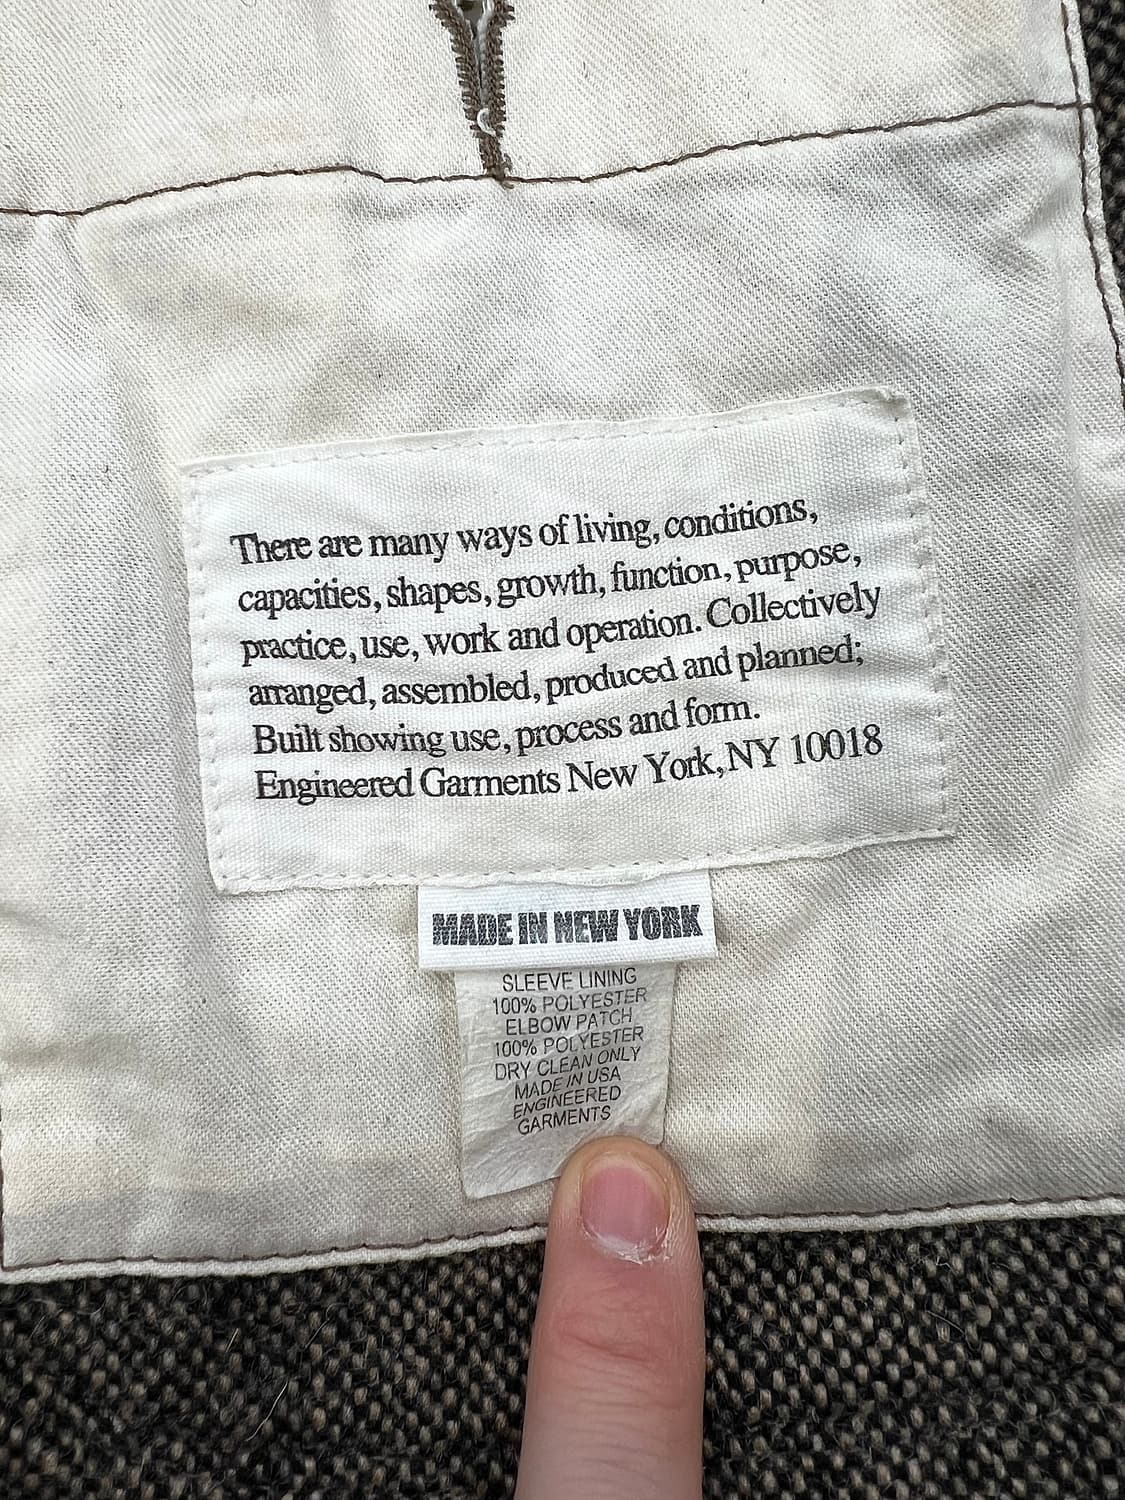 There are many ways of living, conditions,
capacities, shapes, growth, function, purpose,
practice, use, work and operation. Collectively
arranged, assembled, produced and planned;
Built showing use, process and form.
Engineered Garments New York, NY 10018
MADE IN NEW YORK
SLEEVE LINING
100% POLYESTER
ELBOW PATCH
100% POLYESTER
DRY CLEAN ONLY
MADE IN USA
ENGINEERED
GARMENTS